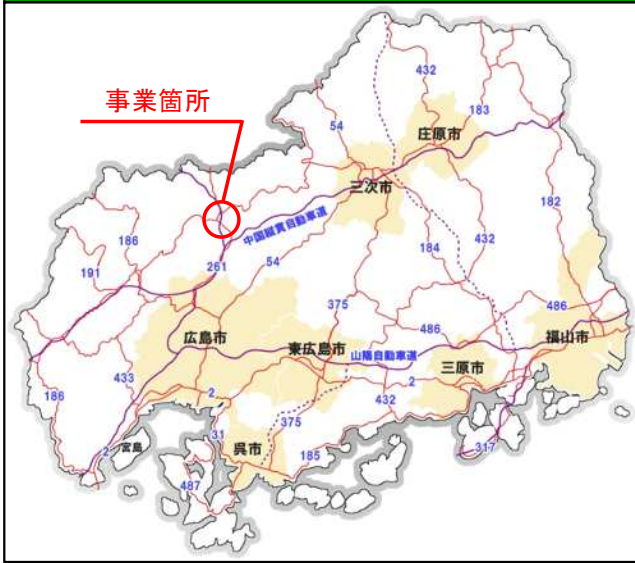 事業箇所
432
183
庄原市
54
三次市
182
186
中国縦貫自動車道
184
432
191
261
54
375
486
広島市
486
福山市
東広島市
山陽自動車道
三原市
186
433
2
2
432
375
宮島
31
呉市
185
317
2
487